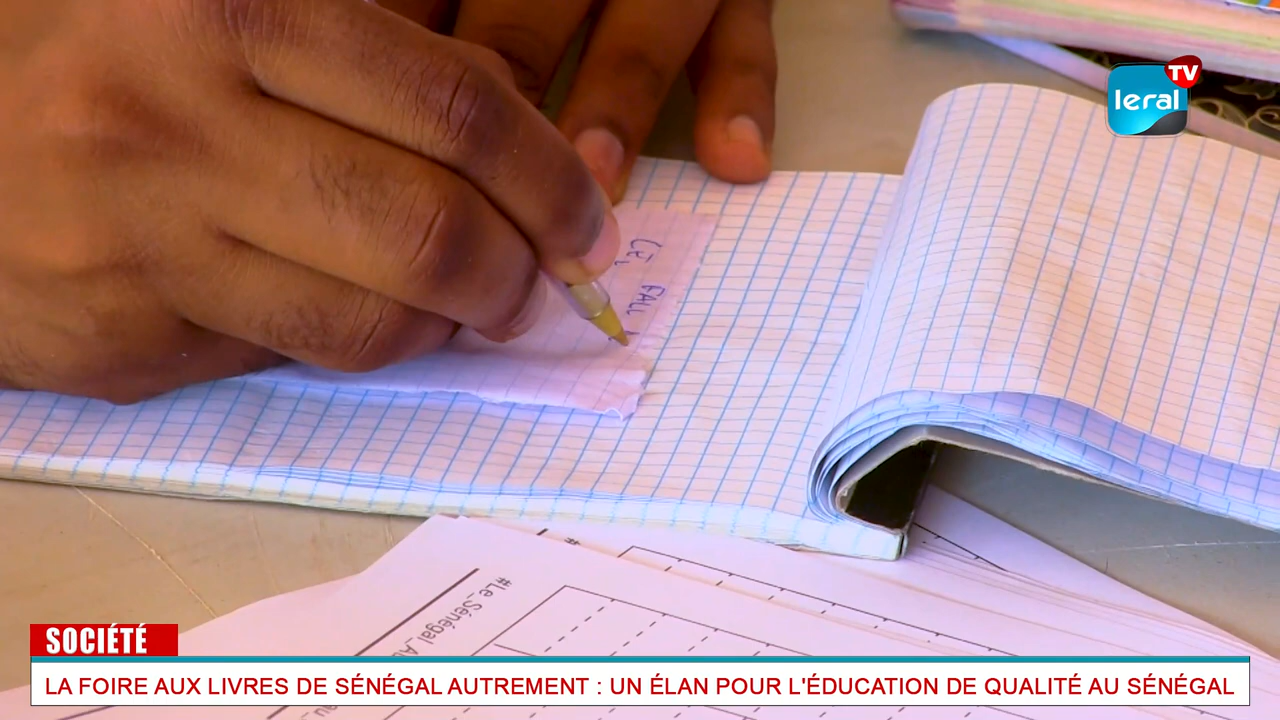 TV
leral
FALL
#Le_Sénégal_Au
SOCIÉTÉ
LA FOIRE AUX LIVRES DE SÉNÉGAL AUTREMENT : UN ÉLAN POUR L'ÉDUCATION DE QUALITÉ AU SÉNÉGAL